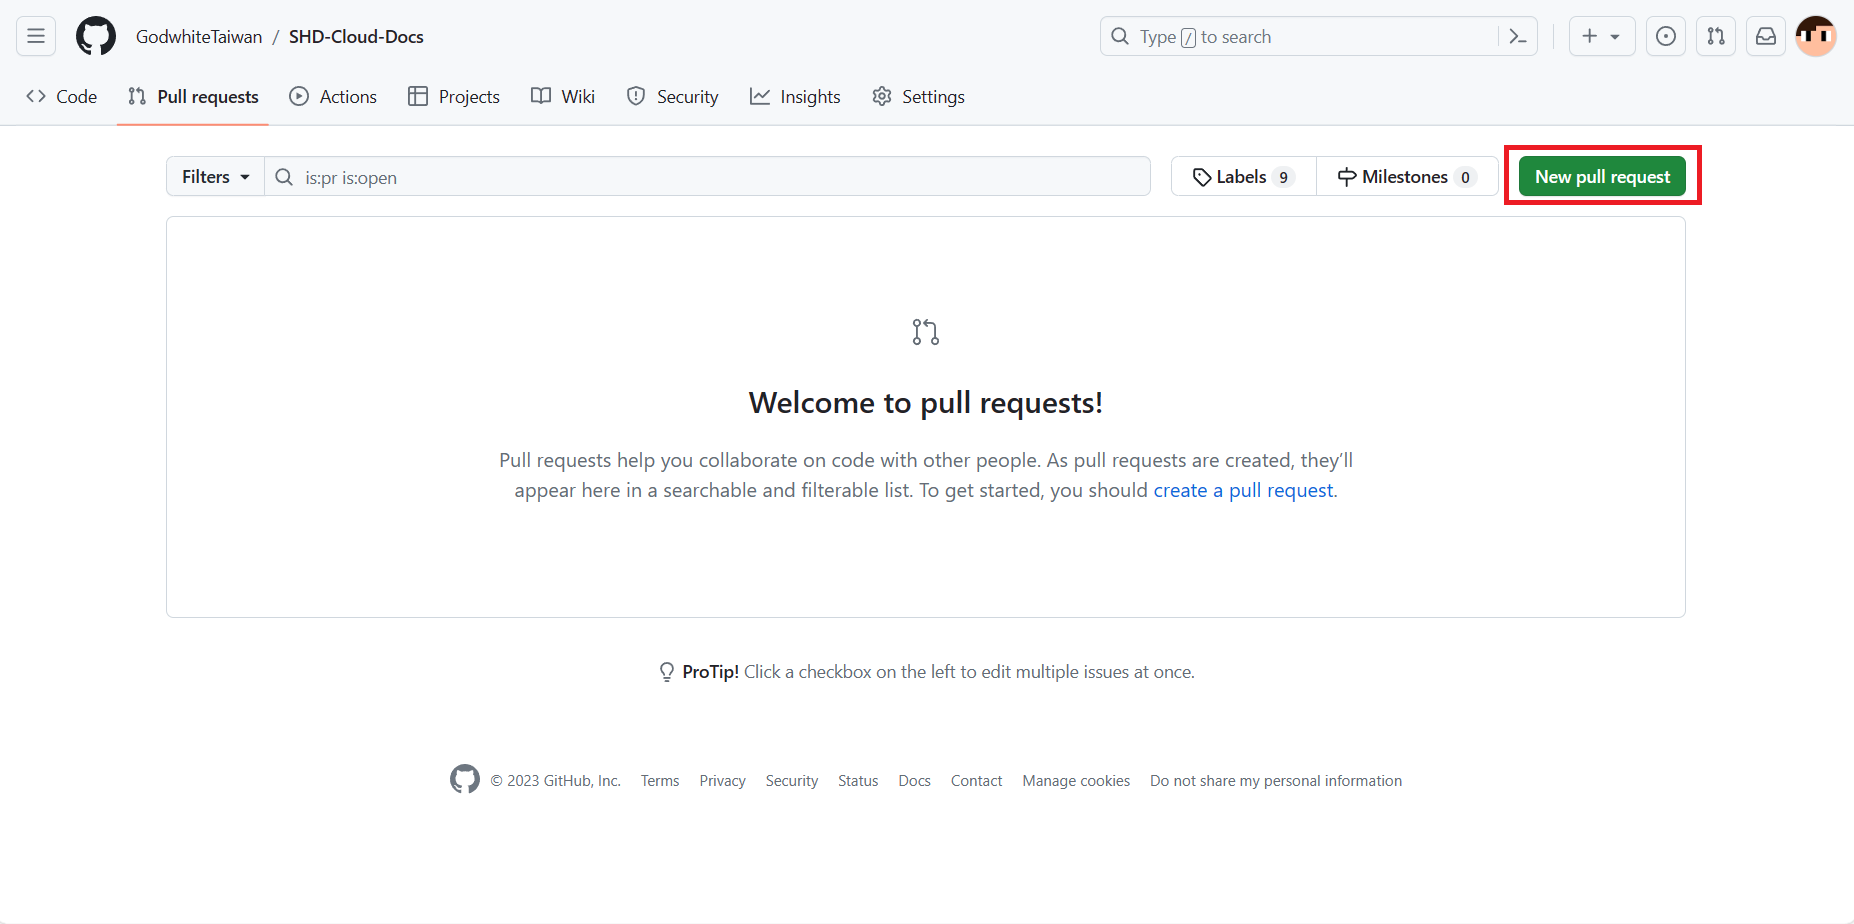 GodwhiteTaiwan / SHD-Cloud-Docs
Type / to search
Code
Pull requests
Actions
Projects
Wiki
Security
Insights
Settings
Filters
is:pr is:open
Labels 9
Milestones 0
New pull request
Welcome to pull requests!
Pull requests help you collaborate on code with other people. As pull requests are created, they’ll
appear here in a searchable and filterable list. To get started, you should create a pull request.
ProTip! Click a checkbox on the left to edit multiple issues at once.
© 2023 GitHub, Inc.
Terms
Privacy
Security
Status
Docs
Contact
Manage cookies
Do not share my personal information